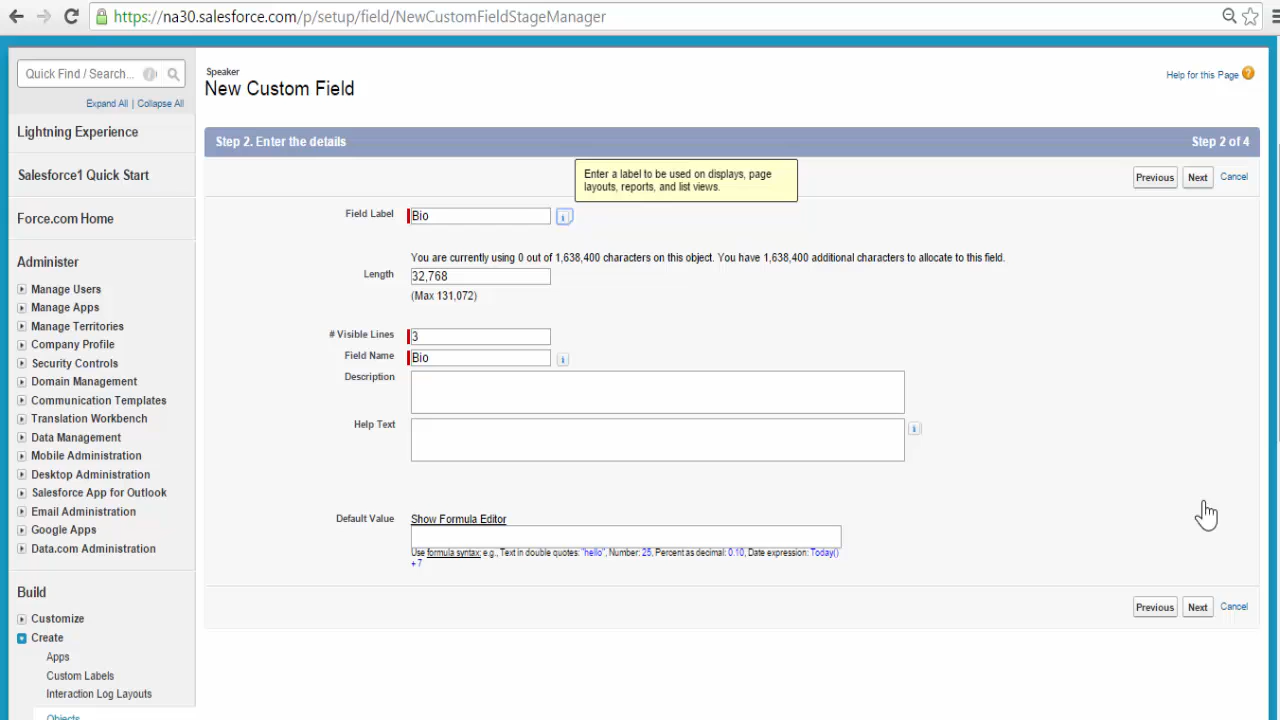 https://na30.salesforce.com/p/setup/field/NewCustomFieldStageManager
Quick Find / Search...
Expand All | Collapse All
Lightning Experience
Salesforce1 Quick Start
Force.com Home
Administer
Manage Users
Manage Apps
Manage Territories
Company Profile
Security Controls
Domain Management
Communication Templates
Translation Workbench
Data Management
Mobile Administration
Desktop Administration
Salesforce App for Outlook
Email Administration
Google Apps
Data.com Administration
Build
Customize
Create
Apps
Custom Labels
Interaction Log Layouts
Objects
Speaker
New Custom Field
Help for this Page
Step 2. Enter the details
Step 2 of 4
Enter a label to be used on displays, page
layouts, reports, and list views.
Previous Next Cancel
Field Label Bio
You are currently using 0 out of 1,638,400 characters on this object. You have 1,638,400 additional characters to allocate to this field.
Length 32,768
(Max 131,072)
# Visible Lines 3
Field Name Bio
Description
Help Text
Default Value Show Formula Editor
Use formula syntax: e.g., Text in double quotes: "hello", Number: 25, Percent as decimal: 0.10, Date expression: Today()
+ 7
Previous Next Cancel